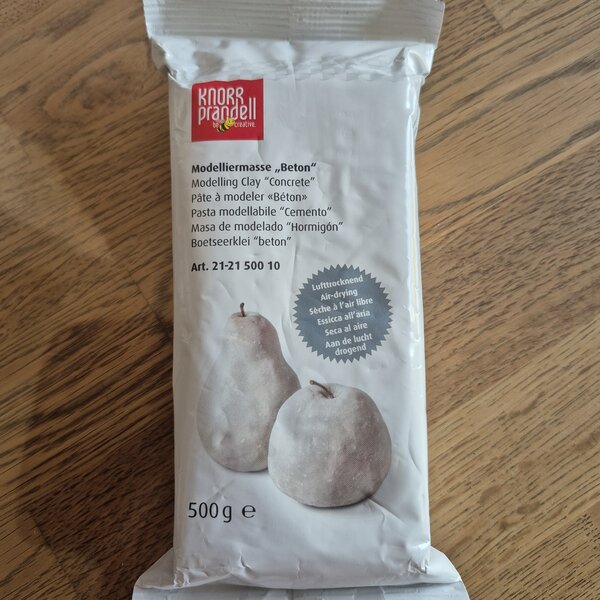 KNORR
prandell
be creative.
Modelliermasse „Beton“
Modelling Clay “Concrete”
Pâte à modeler «Béton»
Pasta modellabile “Cemento”
Masa de modelado “Hormigón”
Boetseerklei “beton”
Art. 21-21 500 10
Lufttrocknend
Air-drying
Sèche à l’air libre
Essicca all’aria
Seca al aire
Aan de lucht
drogend
500 g ℮